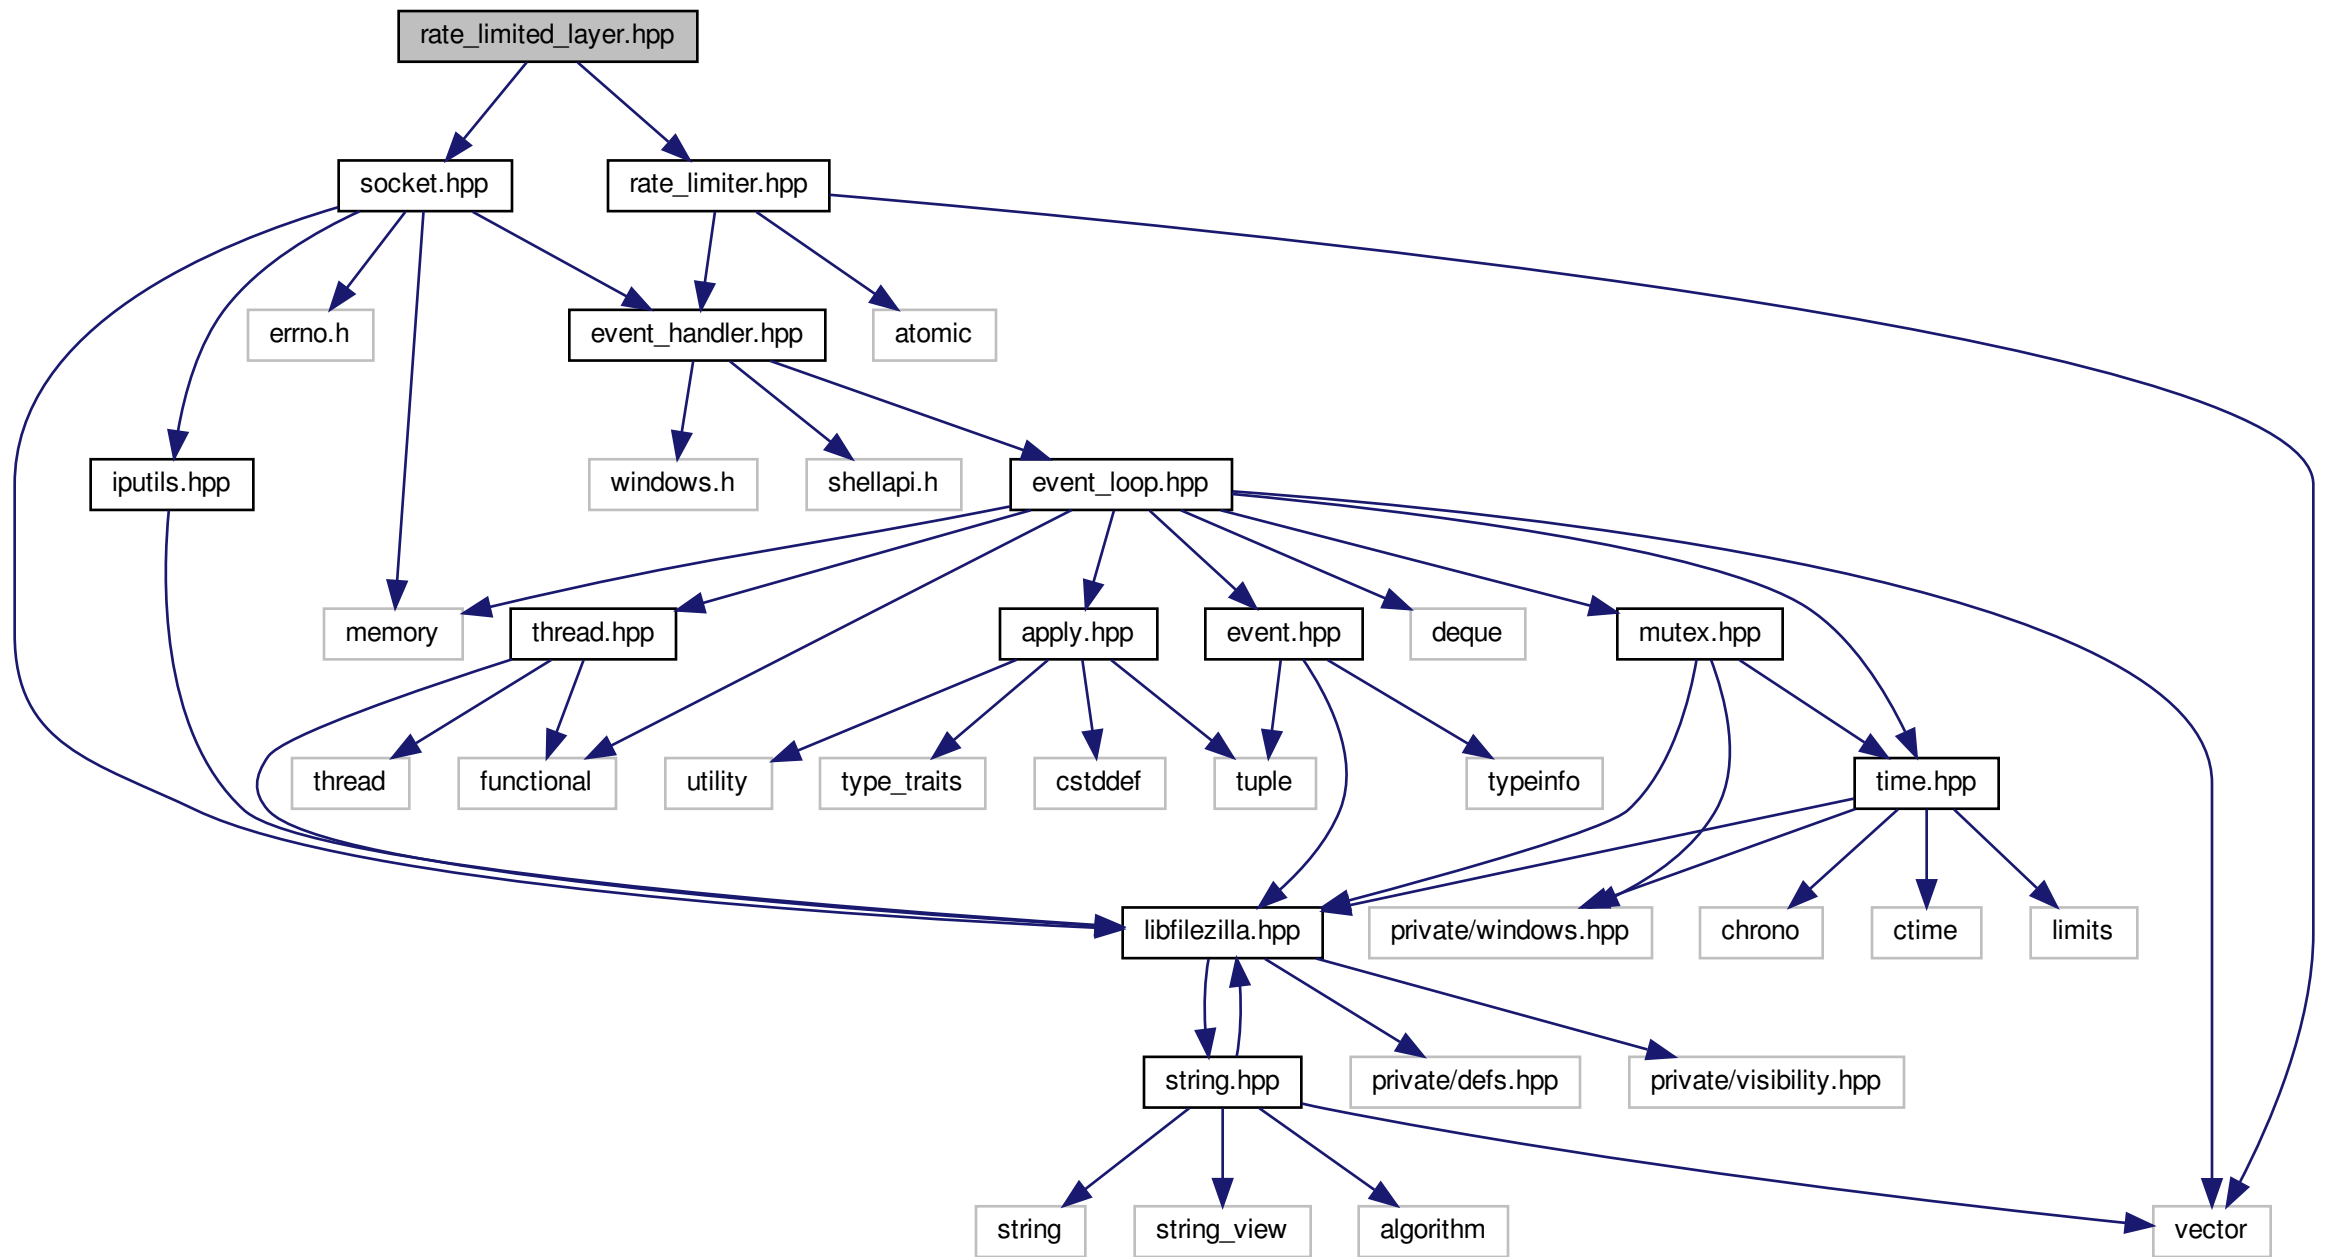 rate_limited_layer.hpp
socket.hpp
rate_limiter.hpp
errno.h
event_handler.hpp
atomic
iputils.hpp
windows.h
shellapi.h
event_loop.hpp
memory
thread.hpp
apply.hpp
event.hpp
deque
mutex.hpp
thread
functional
utility
type_traits
cstddef
tuple
typeinfo
time.hpp
libfilezilla.hpp
private/windows.hpp
chrono
ctime
limits
string.hpp
private/defs.hpp
private/visibility.hpp
string
string_view
algorithm
vector